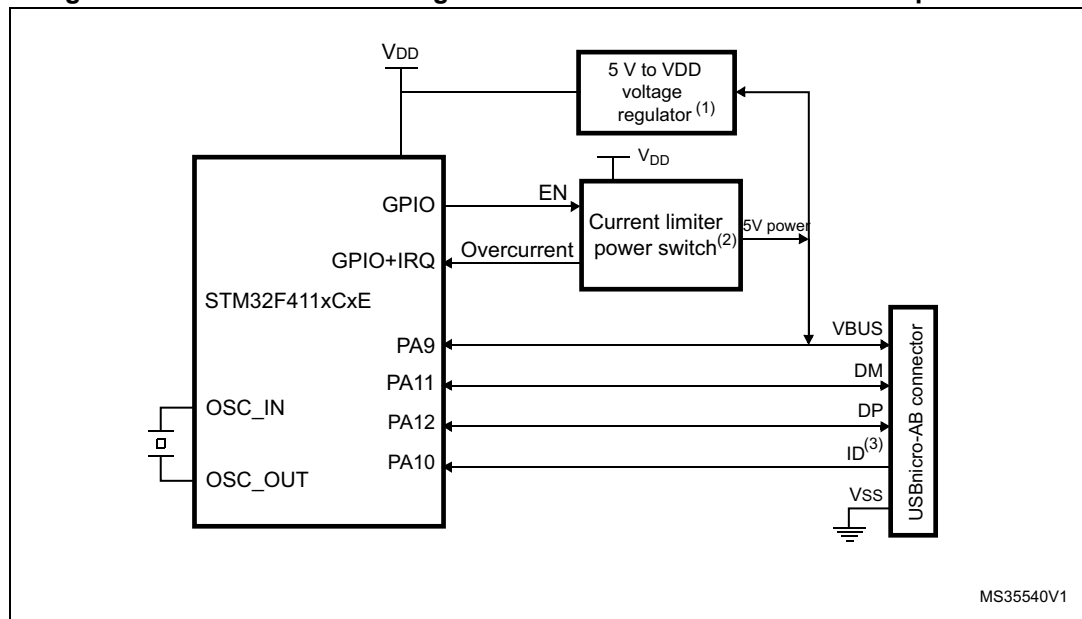 VDD
5 V to VDD
voltage
regulator (1)
VDD
GPIO
EN
Current limiter
power switch(2)
5V power
GPIO+IRQ
Overcurrent
STM32F411xCxE
PA9
VBUS
PA11
DM
OSC_IN
PA12
DP
PA10
ID(3)
OSC_OUT
VSS
USBnicro-AB connector
MS35540V1